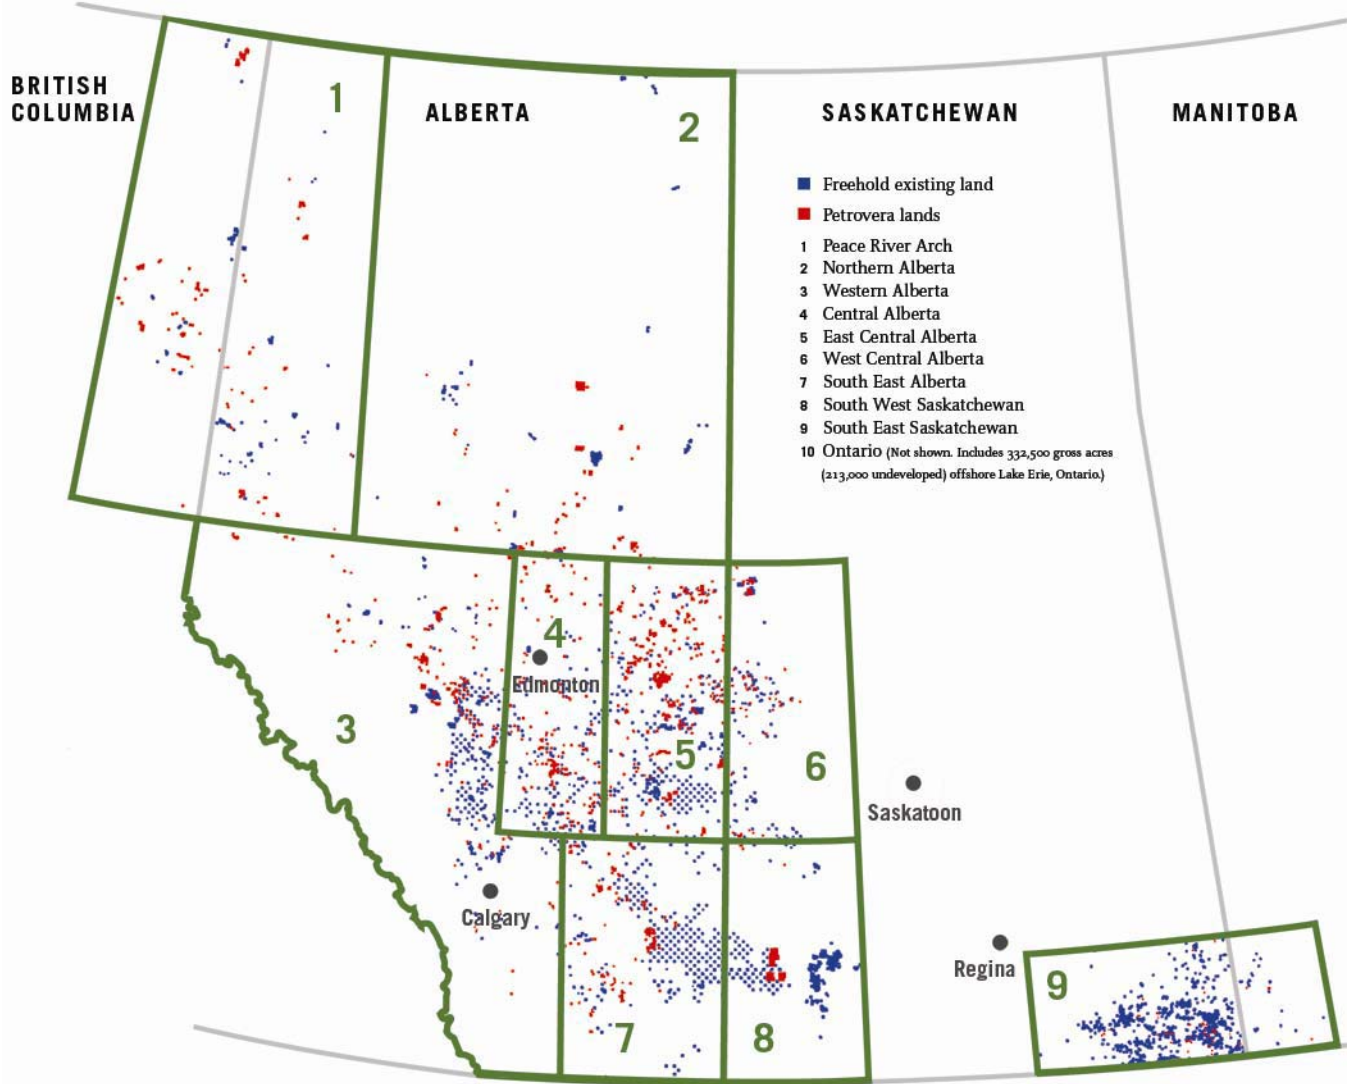 BRITISH
COLUMBIA
1
ALBERTA
2
SASKATCHEWAN
MANITOBA
Freehold existing land
Petrovera lands
1 Peace River Arch
2 Northern Alberta
3 Western Alberta
4 Central Alberta
5 East Central Alberta
6 West Central Alberta
7 South East Alberta
8 South West Saskatchewan
9 South East Saskatchewan
10 Ontario (Not shown. Includes 332,500 gross acres
(213,000 undeveloped) offshore Lake Erie, Ontario.)
4
Edmonton
3
5
6
Saskatoon
Calgary
Regina
9
7
8